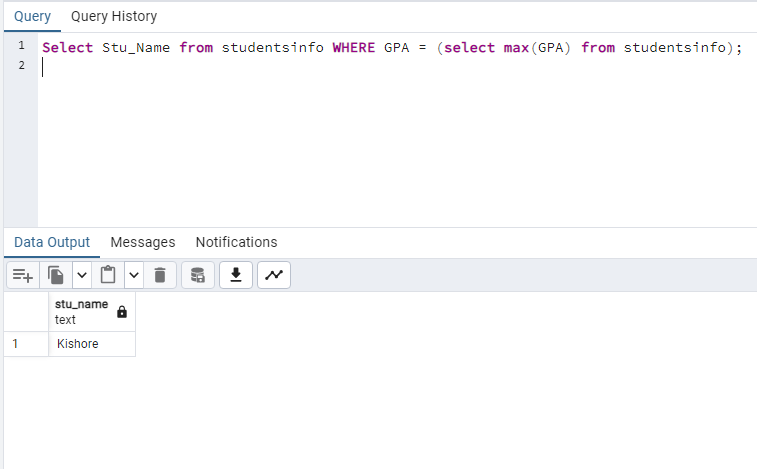 Query Query History
1 Select Stu_Name from studentsinfo WHERE GPA = (select max(GPA) from studentsinfo);
2
Data Output Messages Notifications
stu_name
text
1 Kishore